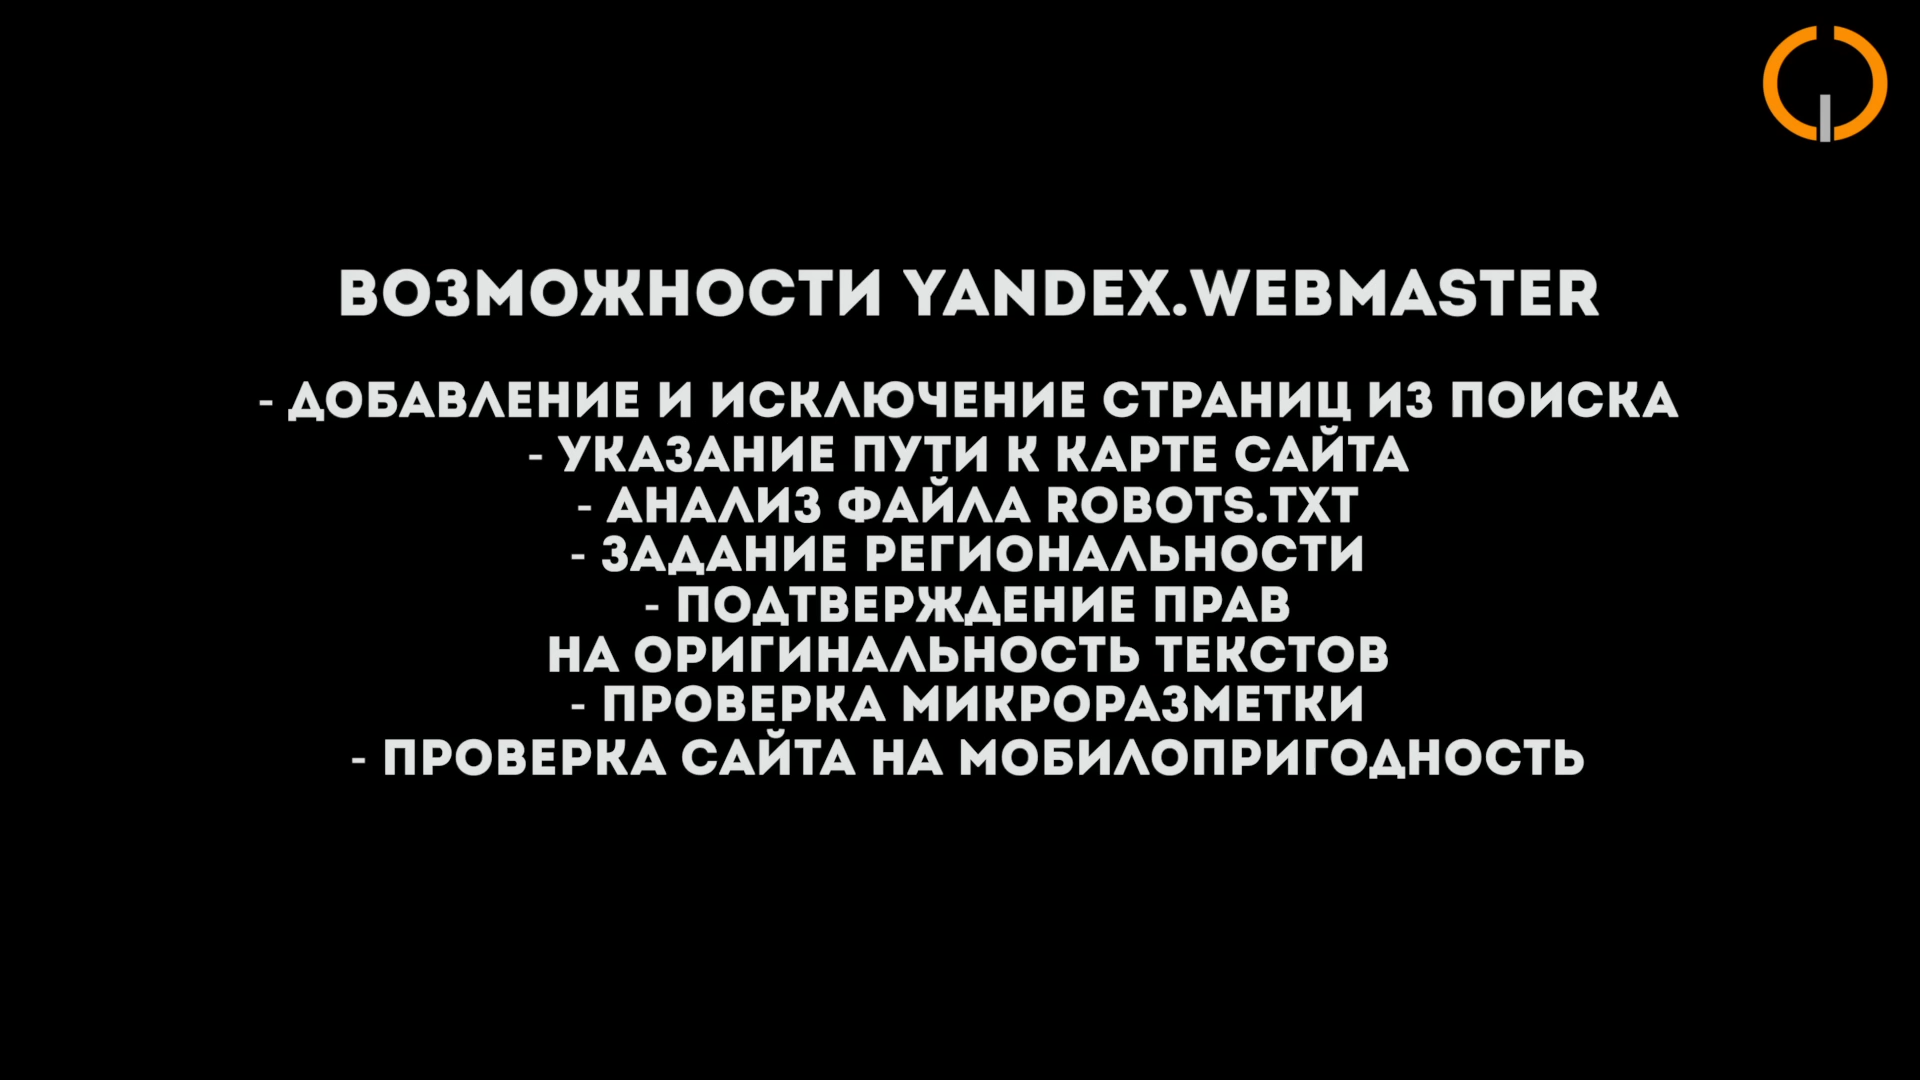 ВОЗМОЖНОСТИ YANDEX.WEBMASTER
- ДОБАВЛЕНИЕ И ИСКЛЮЧЕНИЕ СТРАНИЦ ИЗ ПОИСКА
- УКАЗАНИЕ ПУТИ К КАРТЕ САЙТА
- АНАЛИЗ ФАЙЛА ROBOTS.TXT
- ЗАДАНИЕ РЕГИОНАЛЬНОСТИ
- ПОДТВЕРЖДЕНИЕ ПРАВ
НА ОРИГИНАЛЬНОСТЬ ТЕКСТОВ
- ПРОВЕРКА МИКРОРАЗМЕТКИ
- ПРОВЕРКА САЙТА НА МОБИЛОПРИГОДНОСТЬ